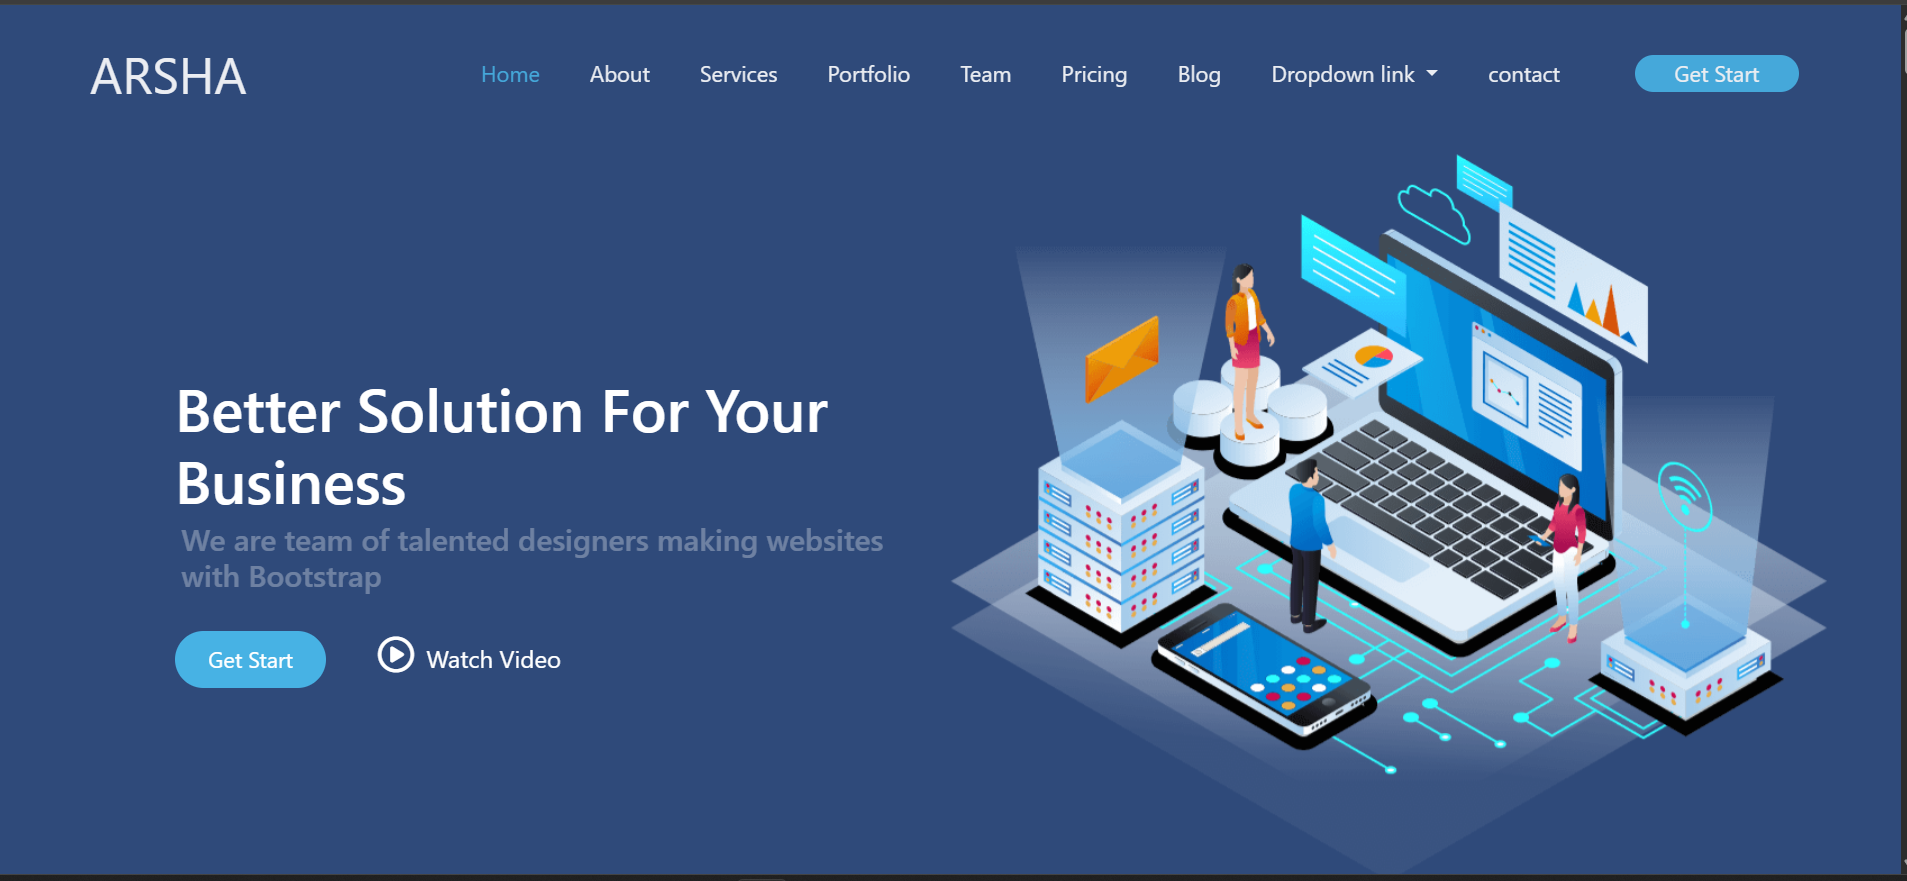 ARSHA Home About Services Portfolio Team Pricing Blog Dropdown link contact Get Start
Better Solution For Your
Business
We are team of talented designers making websites
with Bootstrap
Get Start Watch Video